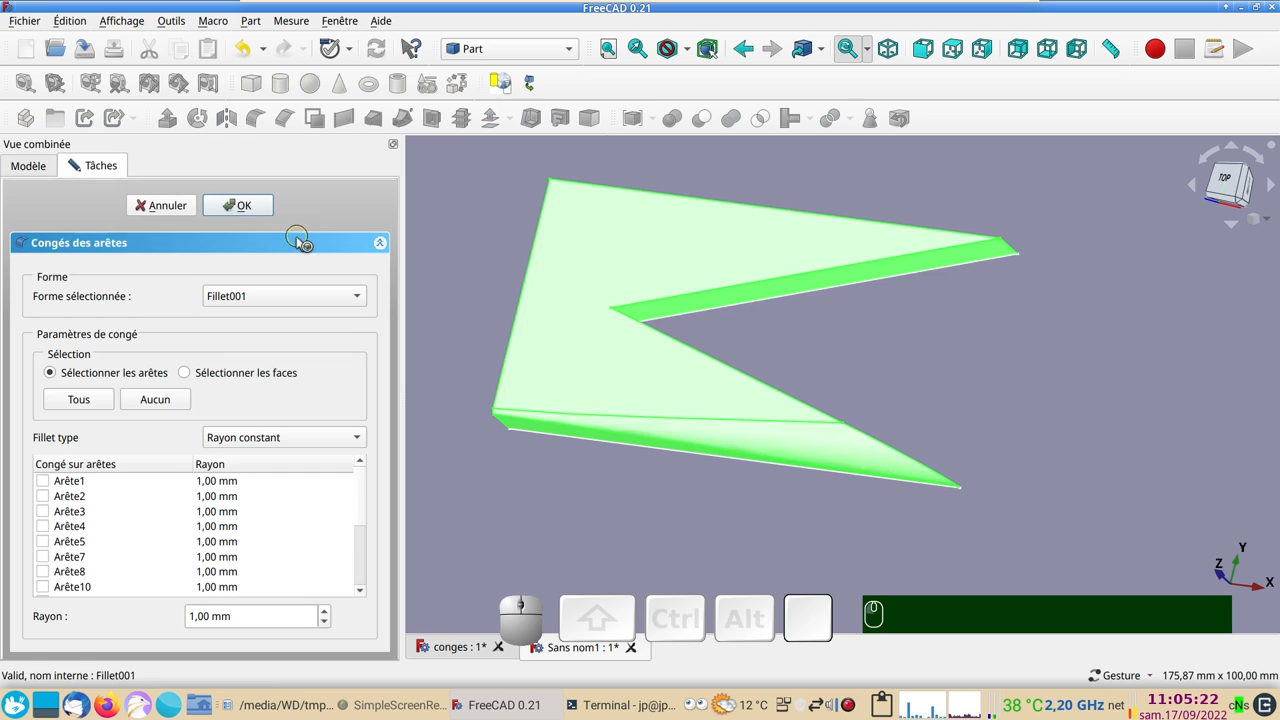 FreeCAD 0.21
Fichier Édition Affichage Outils Macro Part Mesure Fenêtre Aide
Part
Vue combinée
Modèle Tâches
Annuler OK
Congés des arêtes
Forme
Forme sélectionnée : Fillet001
Paramètres de congé
Sélection
Sélectionner les arêtes Sélectionner les faces
Tous Aucun
Fillet type Rayon constant
Congé sur arêtes Rayon
Arête1 1,00 mm
Arête2 1,00 mm
Arête3 1,00 mm
Arête4 1,00 mm
Arête5 1,00 mm
Arête7 1,00 mm
Arête8 1,00 mm
Arête10 1,00 mm
Rayon : 1,00 mm
TOP
Y
Z
X
Ctrl Alt
0
conges : 1* Sans nom1 : 1*
Valid, nom interne : Fillet001 Gesture 175,87 mm x 100,00 mm
/media/WD/tmp... SimpleScreenRe... FreeCAD 0.21 Terminal - jp@jp... 12 °C 38 °C 2,20 GHz 11:05:22
sam.17/09/2022